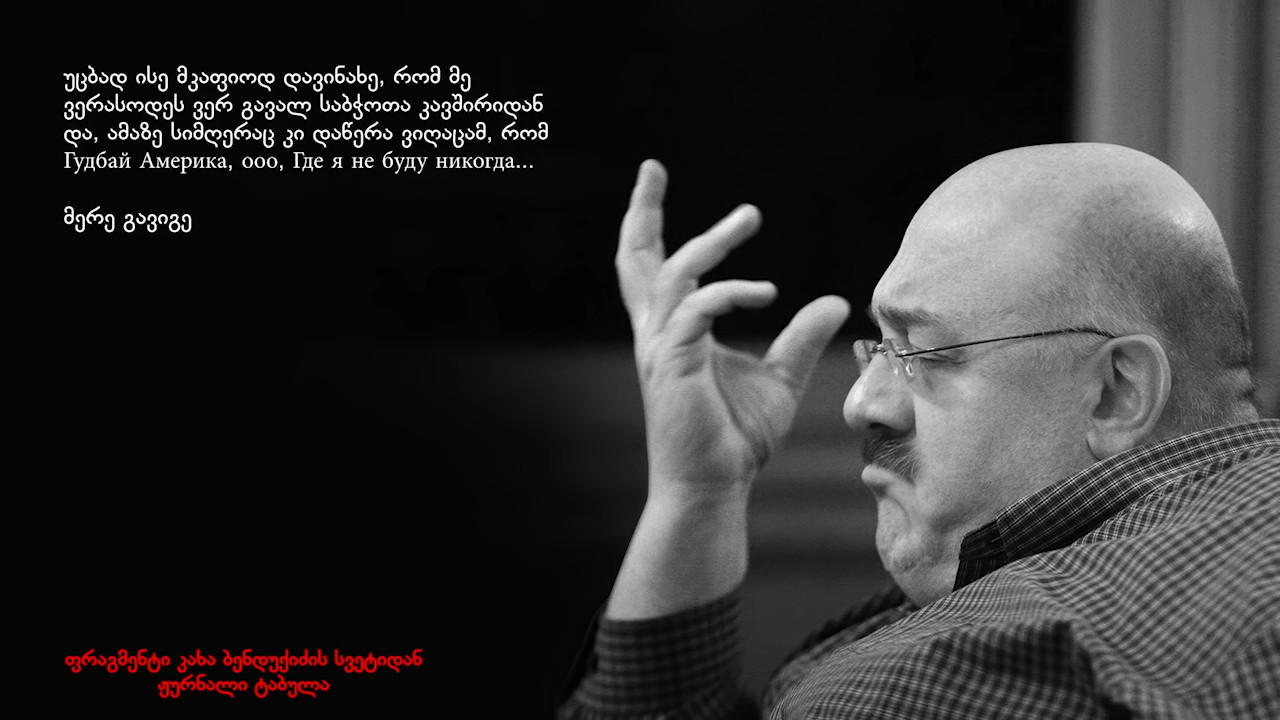 უცბად ისე მკაფიოდ დავინახე, რომ მე
ვერასოდეს ვერ გავალ საბჭოთა კავშირიდან
და, ამაზე სიმღერაც კი დაწერა ვიღაცამ, რომ
Гудбай Америка, ооо, Где я не буду никогда...
მერე გავიგე
ფრაგმენტი კახა ბენდუქიძის სვეტიდან
ჟურნალი ტაბულა